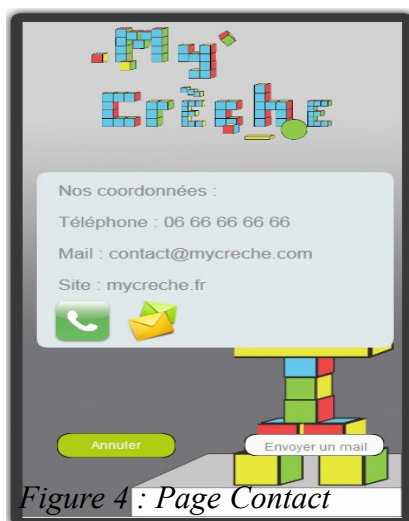 My
Crèche
Nos coordonnées :
Téléphone : 06 66 66 66 66
Mail : contact@mycreche.com
Site : mycreche.fr
Annuler
Envoyer un mail
Figure 4 : Page Contact